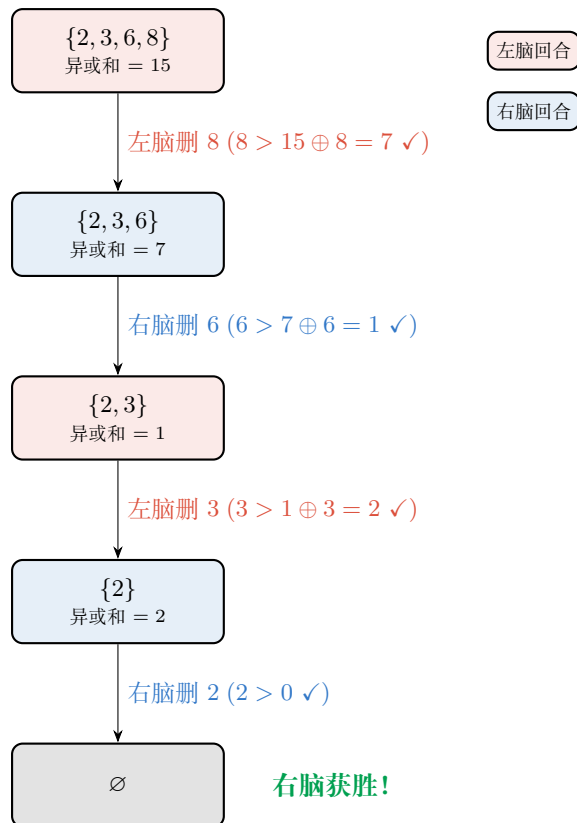 {2, 3, 6, 8}
异或和 = 15
左脑回合
右脑回合
左脑删 8 (8 > 15 ⊕ 8 = 7 ✓)
{2, 3, 6}
异或和 = 7
右脑删 6 (6 > 7 ⊕ 6 = 1 ✓)
{2, 3}
异或和 = 1
左脑删 3 (3 > 1 ⊕ 3 = 2 ✓)
{2}
异或和 = 2
右脑删 2 (2 > 0 ✓)
∅
右脑获胜!